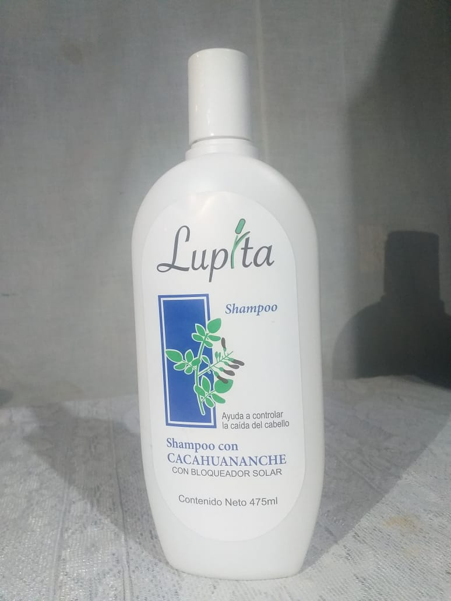 Lupita
Shampoo
Ayuda a controlar
la caída del cabello
Shampoo con
CACAHUANANCHE
CON BLOQUEADOR SOLAR
Contenido Neto 475ml